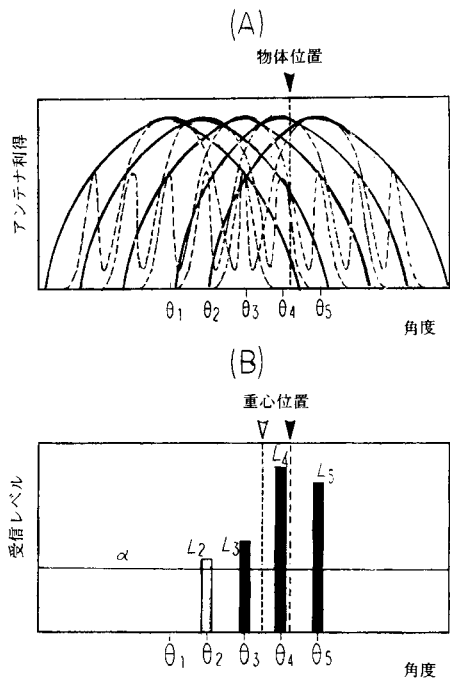 (A)
物体位置
アンテナ利得
θ1 θ2 θ3 θ4 θ5
角度
(B)
重心位置
受信レベル
α L2 L3 L4 L5
θ1 θ2 θ3 θ4 θ5
角度